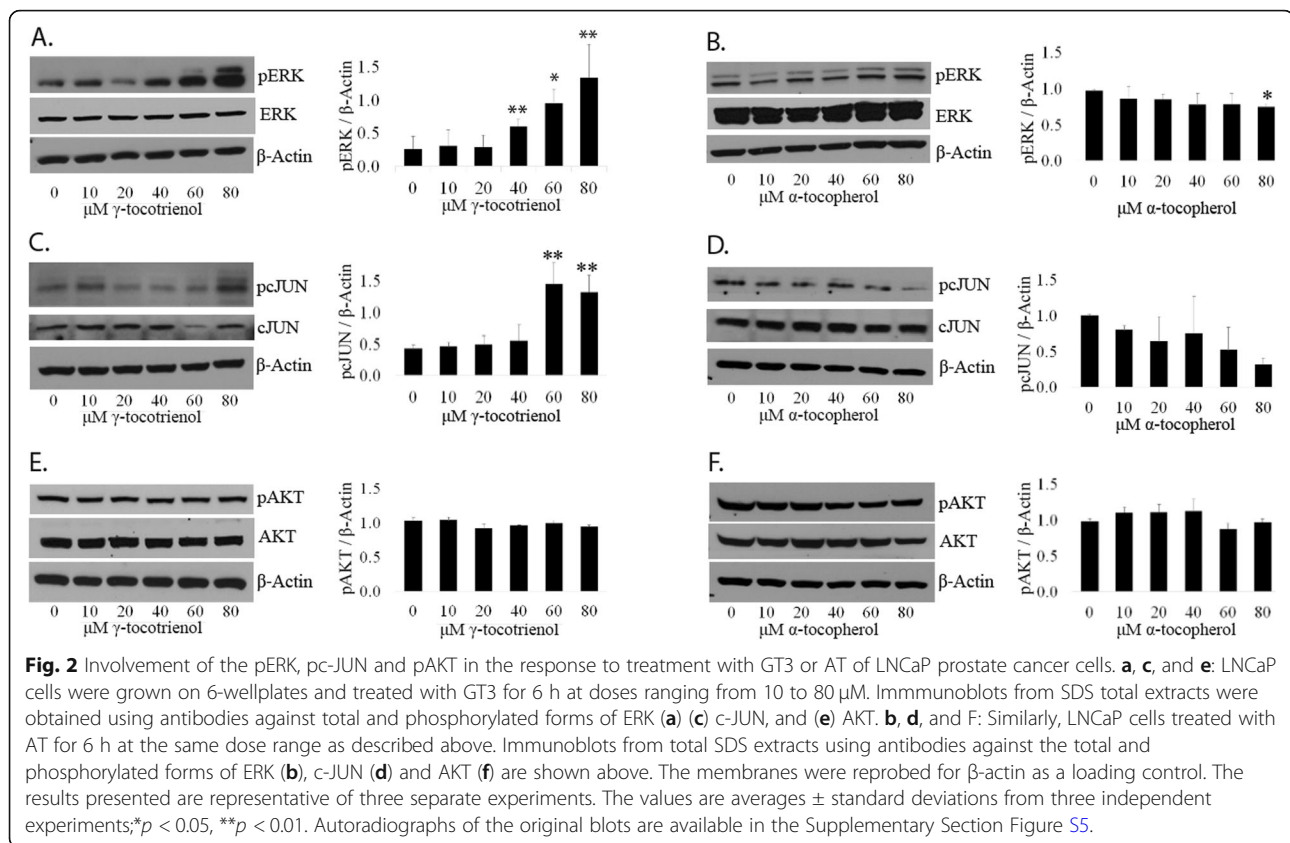 A.
pERK
ERK
β-Actin
0 10 20 40 60 80
μM γ-tocotrienol
pERK / β-Actin
1.5
1.0
0.5
0.0
** * **
0 10 20 40 60 80
μM γ-tocotrienol
B.
pERK
ERK
β-Actin
0 10 20 40 60 80
μM α-tocopherol
pERK / β-Actin
1.5
1.0
0.5
0.0
*
0 10 20 40 60 80
μM α-tocopherol
C.
pcJUN
cJUN
β-Actin
0 10 20 40 60 80
μM γ-tocotrienol
pcJUN / β-Actin
1.5
1.0
0.5
0.0
** **
0 10 20 40 60 80
μM γ-tocotrienol
D.
pcJUN
cJUN
β-Actin
0 10 20 40 60 80
μM α-tocopherol
pcJUN / β-Actin
1.5
1.0
0.5
0.0
0 10 20 40 60 80
μM α-tocopherol
E.
pAKT
AKT
β-Actin
0 10 20 40 60 80
μM γ-tocotrienol
pAKT / β-Actin
1.5
1.0
0.5
0.0
0 10 20 40 60 80
μM γ-tocotrienol
F.
pAKT
AKT
β-Actin
0 10 20 40 60 80
μM α-tocopherol
pAKT / β-Actin
1.5
1.0
0.5
0.0
0 10 20 40 60 80
μM α-tocopherol
Fig. 2 Involvement of the pERK, pc-JUN and pAKT in the response to treatment with GT3 or AT of LNCaP prostate cancer cells. a, c, and e: LNCaP
cells were grown on 6-wellplates and treated with GT3 for 6 h at doses ranging from 10 to 80 μM. Immmunoblots from SDS total extracts were
obtained using antibodies against total and phosphorylated forms of ERK (a) (c) c-JUN, and (e) AKT. b, d, and F: Similarly, LNCaP cells treated with
AT for 6 h at the same dose range as described above. Immunoblots from total SDS extracts using antibodies against the total and
phosphorylated forms of ERK (b), c-JUN (d) and AKT (f) are shown above. The membranes were reprobed for β-actin as a loading control. The
results presented are representative of three separate experiments. The values are averages ± standard deviations from three independent
experiments;*p < 0.05, **p < 0.01. Autoradiographs of the original blots are available in the Supplementary Section Figure S5.